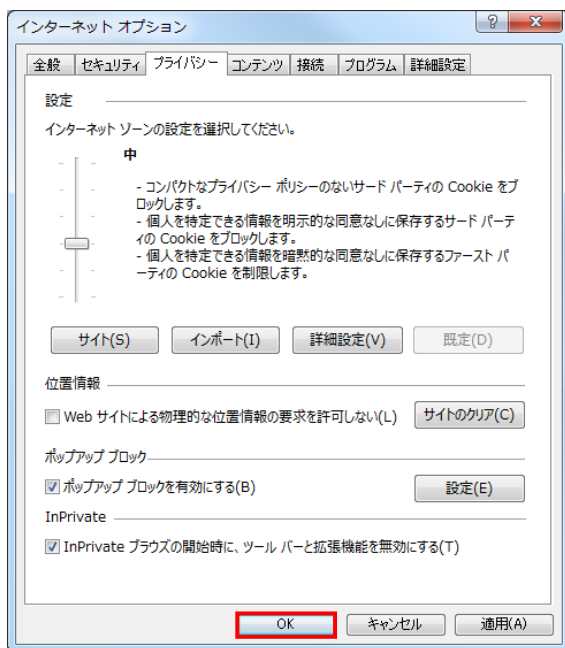 インターネット オプション
全般 セキュリティ プライバシー コンテンツ 接続 プログラム 詳細設定
設定
インターネット ゾーンの設定を選択してください。
中
- コンパクトなプライバシー ポリシーのないサード パーティの Cookie をブ
ロックします。
- 個人を特定できる情報を明示的な同意なしに保存するサード パーテ
ィの Cookie をブロックします。
- 個人を特定できる情報を暗黙的な同意なしに保存するファースト パ
ーティの Cookie を制限します。
サイト(S) インポート(I) 詳細設定(V) 既定(D)
位置情報
Web サイトによる物理的な位置情報の要求を許可しない(L) サイトのクリア(C)
ポップアップ ブロック
ポップアップ ブロックを有効にする(B) 設定(E)
InPrivate
InPrivate ブラウズの開始時に、ツール バーと拡張機能を無効にする(T)
OK キャンセル 適用(A)